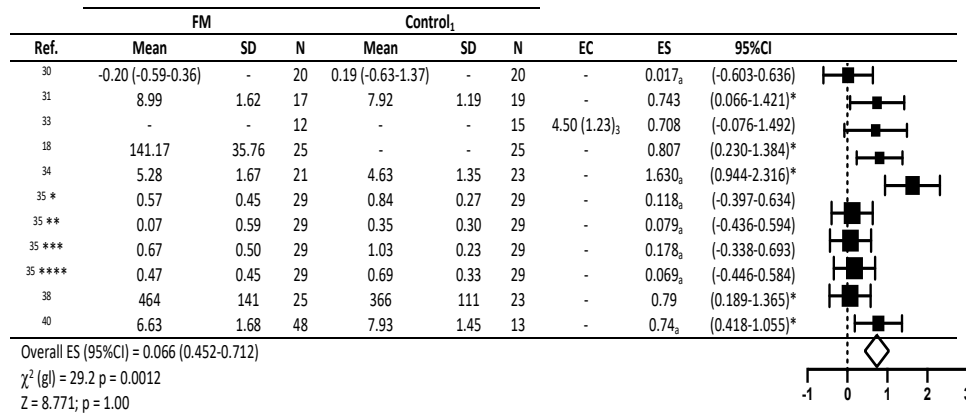 FM Control₁
Ref. Mean SD N Mean SD N EC ES 95%CI
30 -0.20 (-0.59-0.36) - 20 0.19 (-0.63-1.37) - 20 0.017ₐ (-0.603-0.636)
31 8.99 1.62 17 7.92 1.19 19 - 0.743 (0.066-1.421)*
33 - - 12 - - 15 4.50 (1.23)₃ 0.708 (-0.076-1.492)
18 141.17 35.76 25 - - 25 - 0.807 (0.230-1.384)*
34 5.28 1.67 21 4.63 1.35 23 - 1.630ₐ (0.944-2.316)*
35 * 0.57 0.45 29 0.84 0.27 29 - 0.118ₐ (-0.397-0.634)
35 ** 0.07 0.59 29 0.35 0.30 29 - 0.079ₐ (-0.436-0.594)
35 *** 0.67 0.50 29 1.03 0.23 29 - 0.178ₐ (-0.338-0.693)
35 **** 0.47 0.45 29 0.69 0.33 29 - 0.069ₐ (-0.446-0.584)
38 464 141 25 366 111 23 - 0.79 (0.189-1.365)*
40 6.63 1.68 48 7.93 1.45 13 - 0.74ₐ (0.418-1.055)*
Overall ES (95%CI) = 0.066 (0.452-0.712)
χ² (gl) = 29.2 p = 0.0012
Z = 8.771; p = 1.00
-1 0 1 2 3